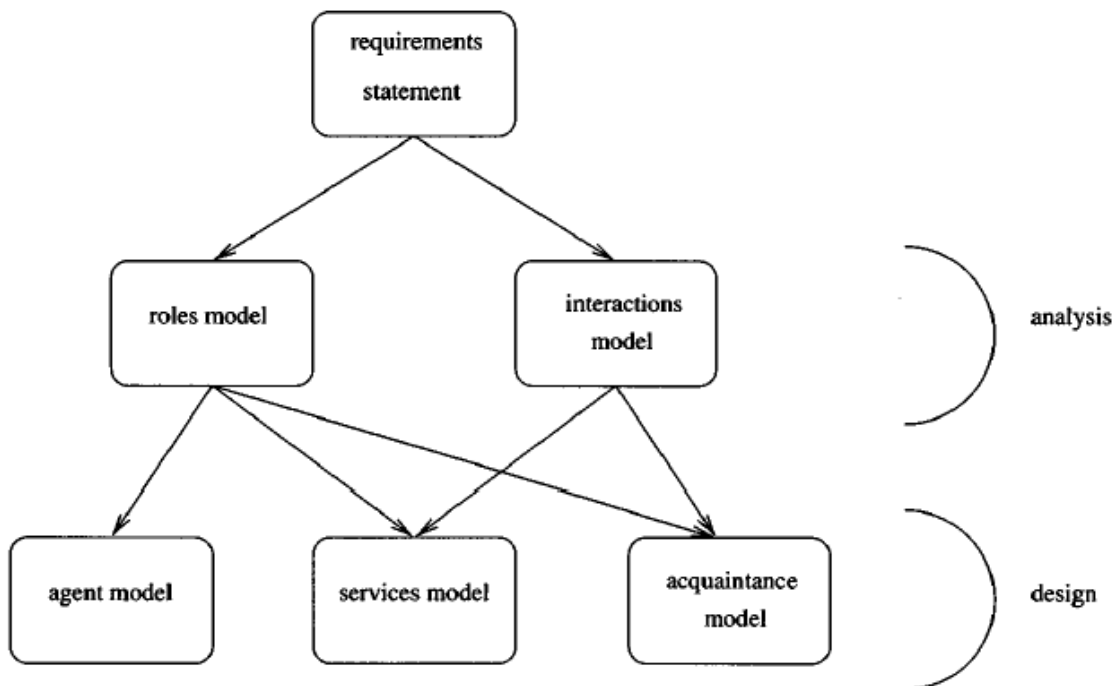 requirements
statement
roles model
interactions
model
analysis
agent model
services model
acquaintance
model
design